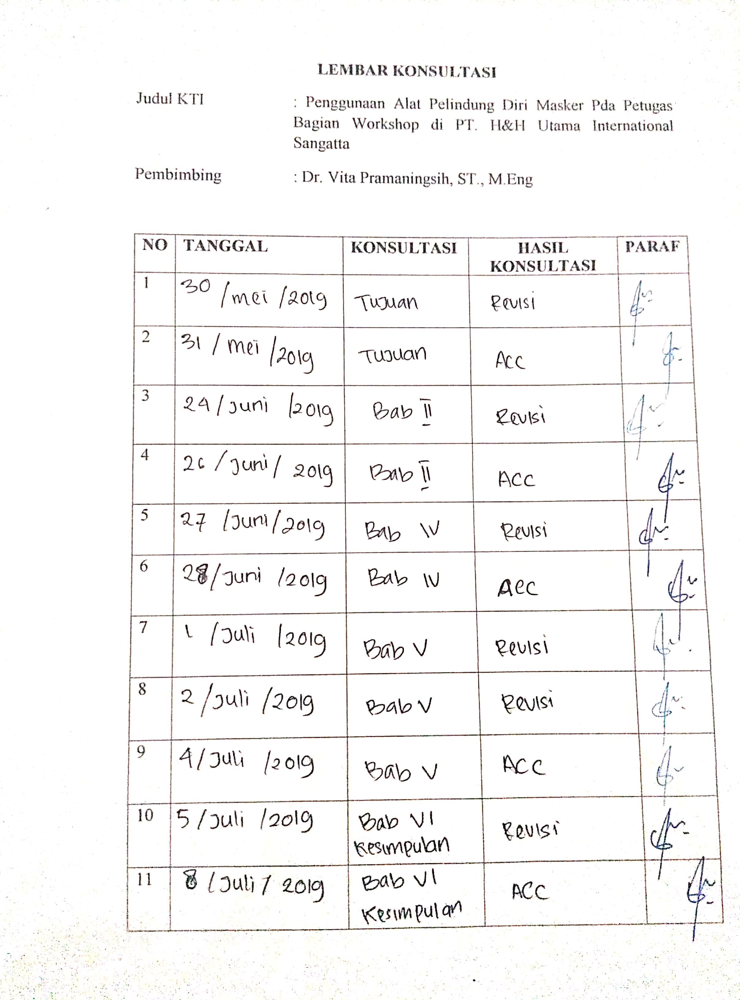 LEMBAR KONSULTASI
Judul KTI : Penggunaan Alat Pelindung Diri Masker Pda Petugas
Bagian Workshop di PT. H&H Utama International
Sangatta
Pembimbing : Dr. Vita Pramaningsih, ST., M.Eng
NO TANGGAL KONSULTASI HASIL KONSULTASI PARAF
1 30 /mei /2019 Tujuan Revisi
2 31 / mei /2019 Tujuan ACC
3 24 / Juni /2019 Bab II Revisi
4 26 / Juni / 2019 Bab II ACC
5 27 /Juni/2019 Bab IV Revisi
6 28/Juni /2019 Bab IV ACC
7 1 /Juli /2019 Bab V Revisi
8 2 /Juli /2019 Bab V Revisi
9 4/Juli /2019 Bab V ACC
10 5 /Juli /2019 Bab VI Revisi
Kesimpulan
11 8 /Juli / 2019 Bab VI ACC
Kesimpulan